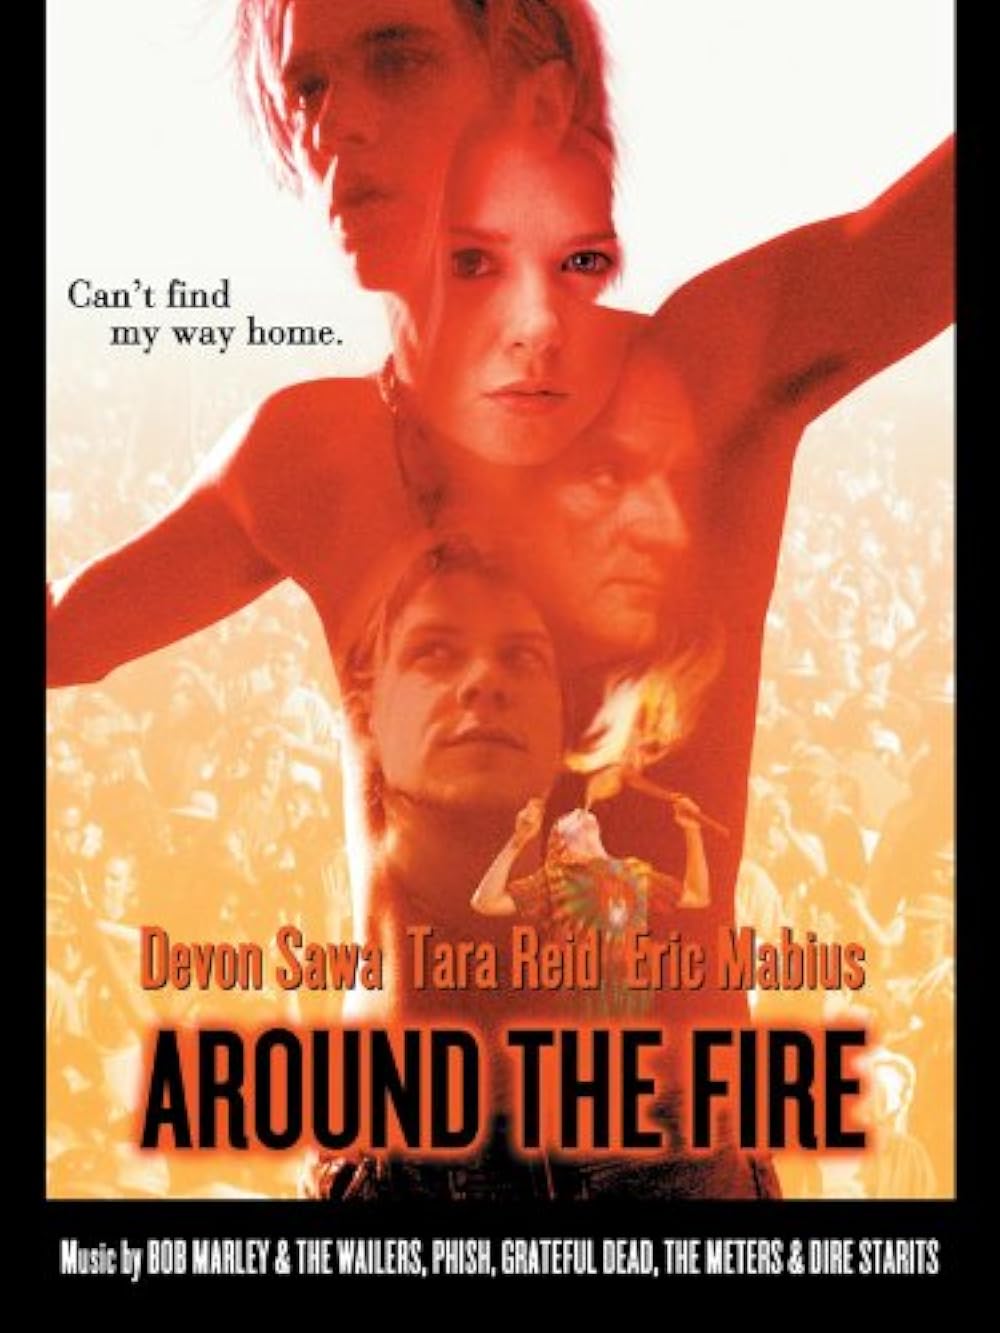 Can't find
my way home.
Devon Sawa Tara Reid Eric Mabius
AROUND THE FIRE
Music by BOB MARLEY & THE WAILERS, PHISH, GRATEFUL DEAD, THE METERS & DIRE STARITS